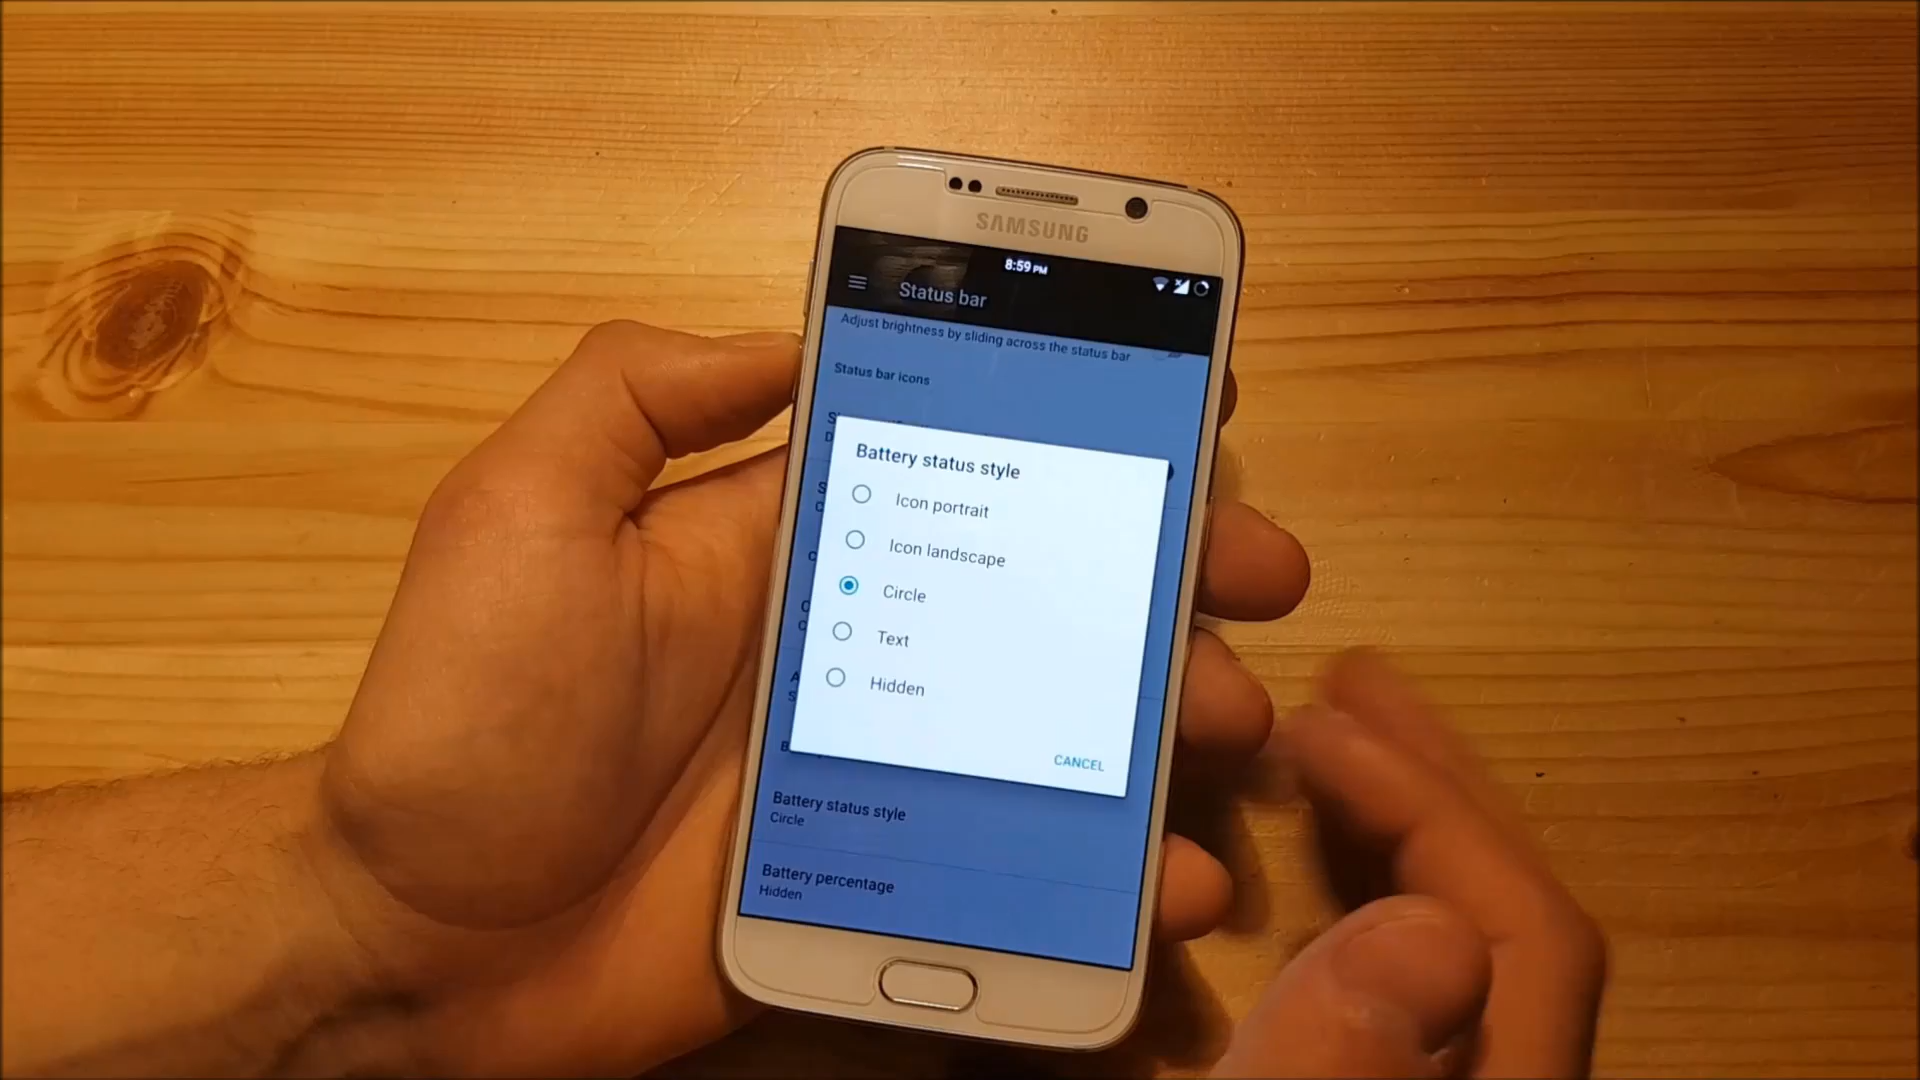 SAMSUNG
8:59 PM
Status bar
Adjust brightness by sliding across the status bar
Status bar icons
Battery status style
Icon portrait
Icon landscape
Circle
Text
Hidden
CANCEL
Battery status style
Circle
Battery percentage
Hidden